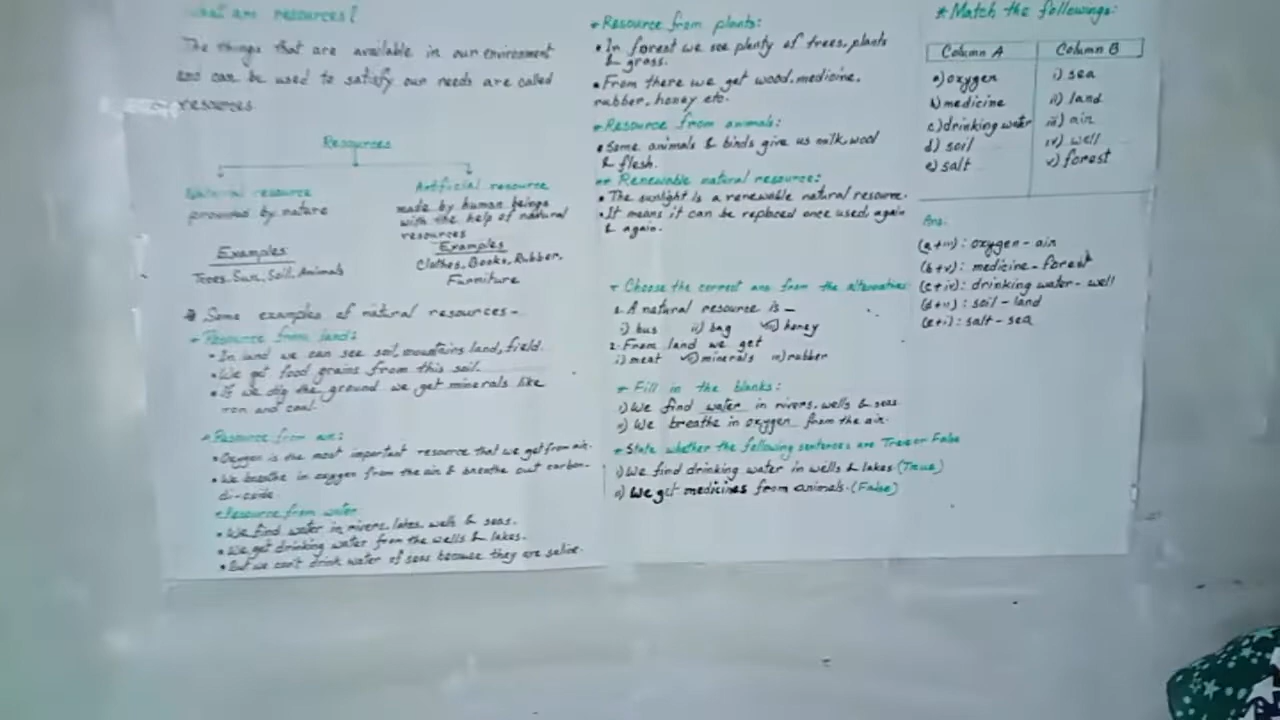 What are resources?
The things that are available in our environment
and can be used to satisfy our needs are called
resources
Resources
Natural resource
provided by nature
Examples
Trees, Sun, Soil, Animals
Artificial resource
made by human beings
with the help of natural
resources
Examples
Clothes, Books, Rubber,
Furniture
* Some examples of natural resources -
* Resource from land:
• In land we can see soil, mountains land, field.
• We get food grains from this soil.
• If we dig the ground we get minerals like
iron and coal.
* Resource from air:
• Oxygen is the most important resource that we get from air.
• We breathe in oxygen from the air & breathe out carbon-
di-oxide
* Resource from water
• We find water in rivers, lakes, wells & seas.
• We get drinking water from the wells & lakes.
• But we can't drink water of seas because they are saline.
* Resource from plants:
• In forest we see plenty of trees, plants
& grass.
• From there we get wood, medicine,
rubber, honey etc.
* Resource from animals:
• Some animals & birds give us milk, wool
& flesh.
** Renewable natural resource:
• The sunlight is a renewable natural resource.
• It means it can be replaced once used, again
& again.
* Choose the correct ans from the alternatives
1. A natural resource is -
i) bus ii) bag iii) honey
2. From land we get
i) meat ii) minerals iii) rubber
* Fill in the blanks:
i) We find water in rivers, wells & seas
ii) We breathe in oxygen from the air.
* State whether the following sentences are True or False
i) We find drinking water in wells & lakes (True)
ii) We get medicines from animals. (False)
* Match the followings:
Column A Column B
a) oxygen i) sea
b) medicine ii) land
c) drinking water iii) air
d) soil iv) well
e) salt v) forest
Ans.
(a+iii) : oxygen - air
(b+v) : medicine - forest
(c+iv) : drinking water - well
(d+ii) : soil - land
(e+i) : salt - sea